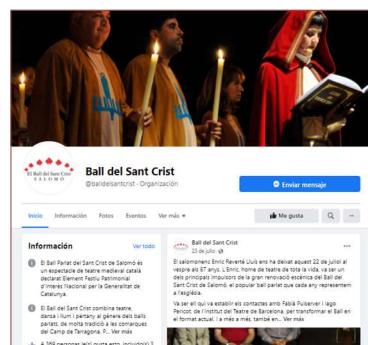 El Ball del Sant Crist
SALOMÓ
Ball del Sant Crist
@balldelsantcrist · Organización
Enviar mensaje
Inicio Información Fotos Eventos Ver más
Me gusta
Información Ver todo
El Ball Parlat del Sant Crist de Salomó és
un espectacle de teatre medieval català
declarat Element Festiu Patrimonial
d'Interès Nacional per la Generalitat de
Catalunya.
El Ball del Sant Crist combina teatre,
dansa i llum i pertany al gènere dels balls
parlats, de molta tradició a les comarques
del Camp de Tarragona. P... Ver más
Ball del Sant Crist
23 de julio
El salomonenc Enric Reverté Lluís ens ha deixat aquest 22 de juliol al
vespre als 87 anys. L'Enric, home de teatre de tota la vida, va ser un
dels principals impulsors de la gran renovació escènica del Ball del
Sant Crist de Salomó, el popular ball parlat que cada any representem
a l'església.
Va ser ell qui va establir els contactes amb Fabià Puigserver i Iago
Pericot, de l'Institut del Teatre de Barcelona, per transformar el Ball en
el format actual. I a més a més, també en... Ver más